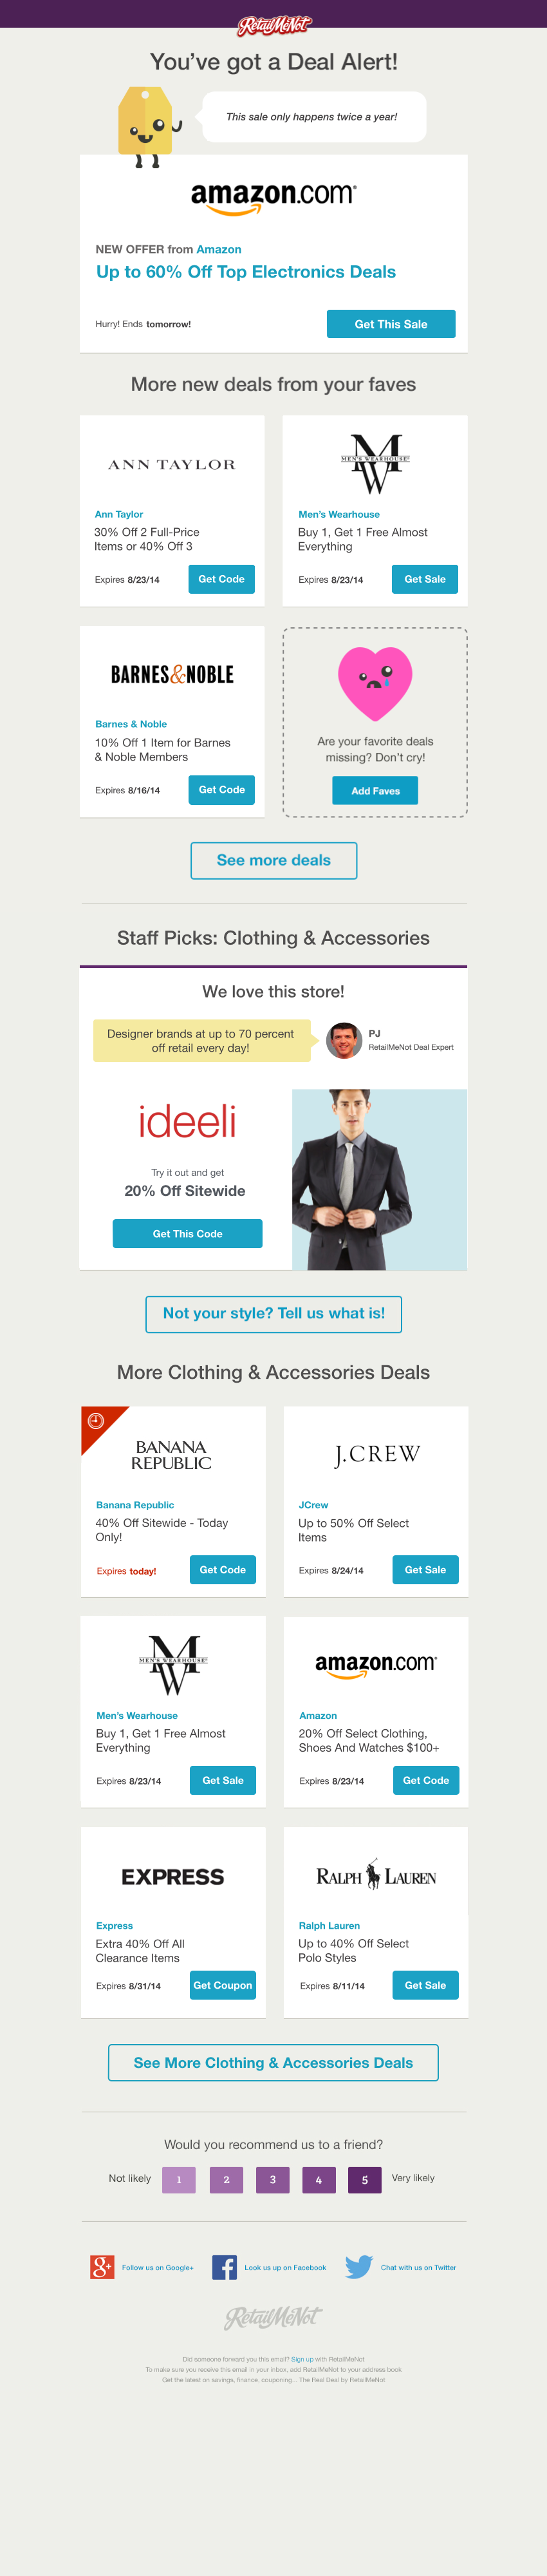 RetailMeNot
You've got a Deal Alert!
This sale only happens twice a year!
amazon.com
NEW OFFER from Amazon
Up to 60% Off Top Electronics Deals
Hurry! Ends tomorrow!
Get This Sale
More new deals from your faves
ANN TAYLOR
Ann Taylor
30% Off 2 Full-Price
Items or 40% Off 3
Expires 8/23/14
Get Code
M
MEN'S WEARHOUSE
W
Men's Wearhouse
Buy 1, Get 1 Free Almost
Everything
Expires 8/23/14
Get Sale
BARNES&NOBLE
Barnes & Noble
10% Off 1 Item for Barnes
& Noble Members
Expires 8/16/14
Get Code
Are your favorite deals
missing? Don't cry!
Add Faves
See more deals
Staff Picks: Clothing & Accessories
We love this store!
Designer brands at up to 70 percent
off retail every day!
PJ
RetailMeNot Deal Expert
ideeli
Try it out and get
20% Off Sitewide
Get This Code
Not your style? Tell us what is!
More Clothing & Accessories Deals
BANANA
REPUBLIC
Banana Republic
40% Off Sitewide - Today
Only!
Expires today!
Get Code
J.CREW
JCrew
Up to 50% Off Select
Items
Expires 8/24/14
Get Sale
M
MEN'S WEARHOUSE
W
Men's Wearhouse
Buy 1, Get 1 Free Almost
Everything
Expires 8/23/14
Get Sale
amazon.com
Amazon
20% Off Select Clothing,
Shoes And Watches $100+
Expires 8/23/14
Get Code
EXPRESS
Express
Extra 40% Off All
Clearance Items
Expires 8/31/14
Get Coupon
RALPH LAUREN
Ralph Lauren
Up to 40% Off Select
Polo Styles
Expires 8/11/14
Get Sale
See More Clothing & Accessories Deals
Would you recommend us to a friend?
Not likely 1 2 3 4 5 Very likely
g+ Follow us on Google+
f Look us up on Facebook
Chat with us on Twitter
RetailMeNot
Did someone forward you this email? Sign up with RetailMeNot
To make sure you receive this email in your inbox, add RetailMeNot to your address book
Get the latest on savings, finance, couponing... The Real Deal by RetailMeNot